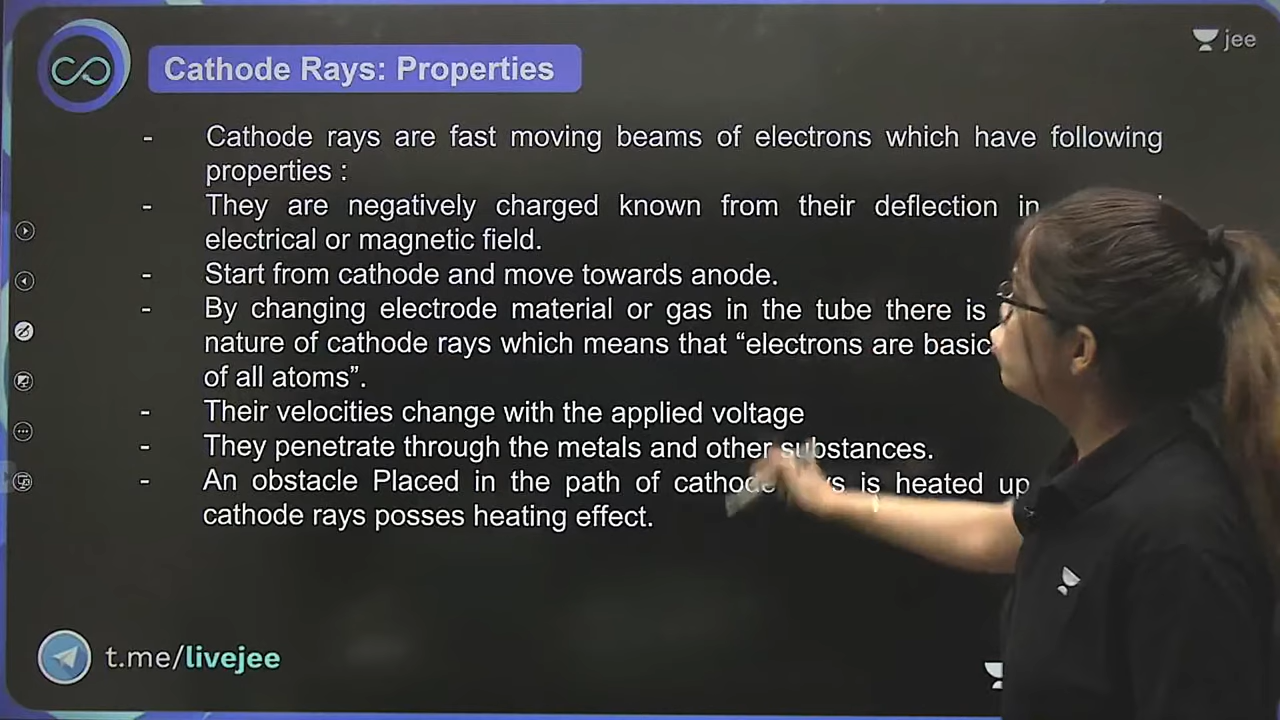 Cathode Rays: Properties
jee
- Cathode rays are fast moving beams of electrons which have following
properties :
- They are negatively charged known from their deflection in
electrical or magnetic field.
- Start from cathode and move towards anode.
- By changing electrode material or gas in the tube there is
nature of cathode rays which means that “electrons are basic
of all atoms”.
- Their velocities change with the applied voltage
- They penetrate through the metals and other substances.
- An obstacle Placed in the path of cathode rays is heated up
cathode rays posses heating effect.
t.me/livejee